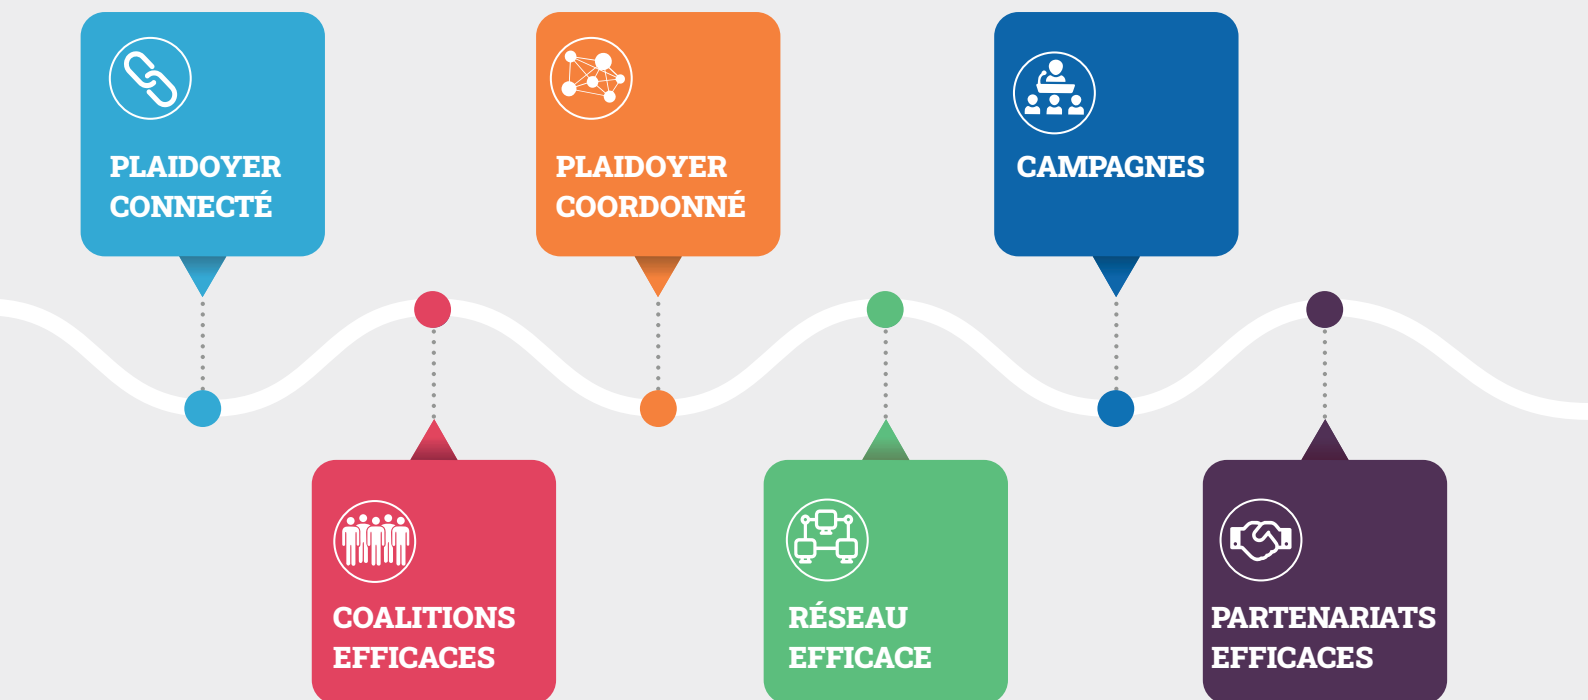 PLAIDOYER
CONNECTÉ
PLAIDOYER
COORDONNÉ
CAMPAGNES
COALITIONS
EFFICACES
RÉSEAU
EFFICACE
PARTENARIATS
EFFICACES